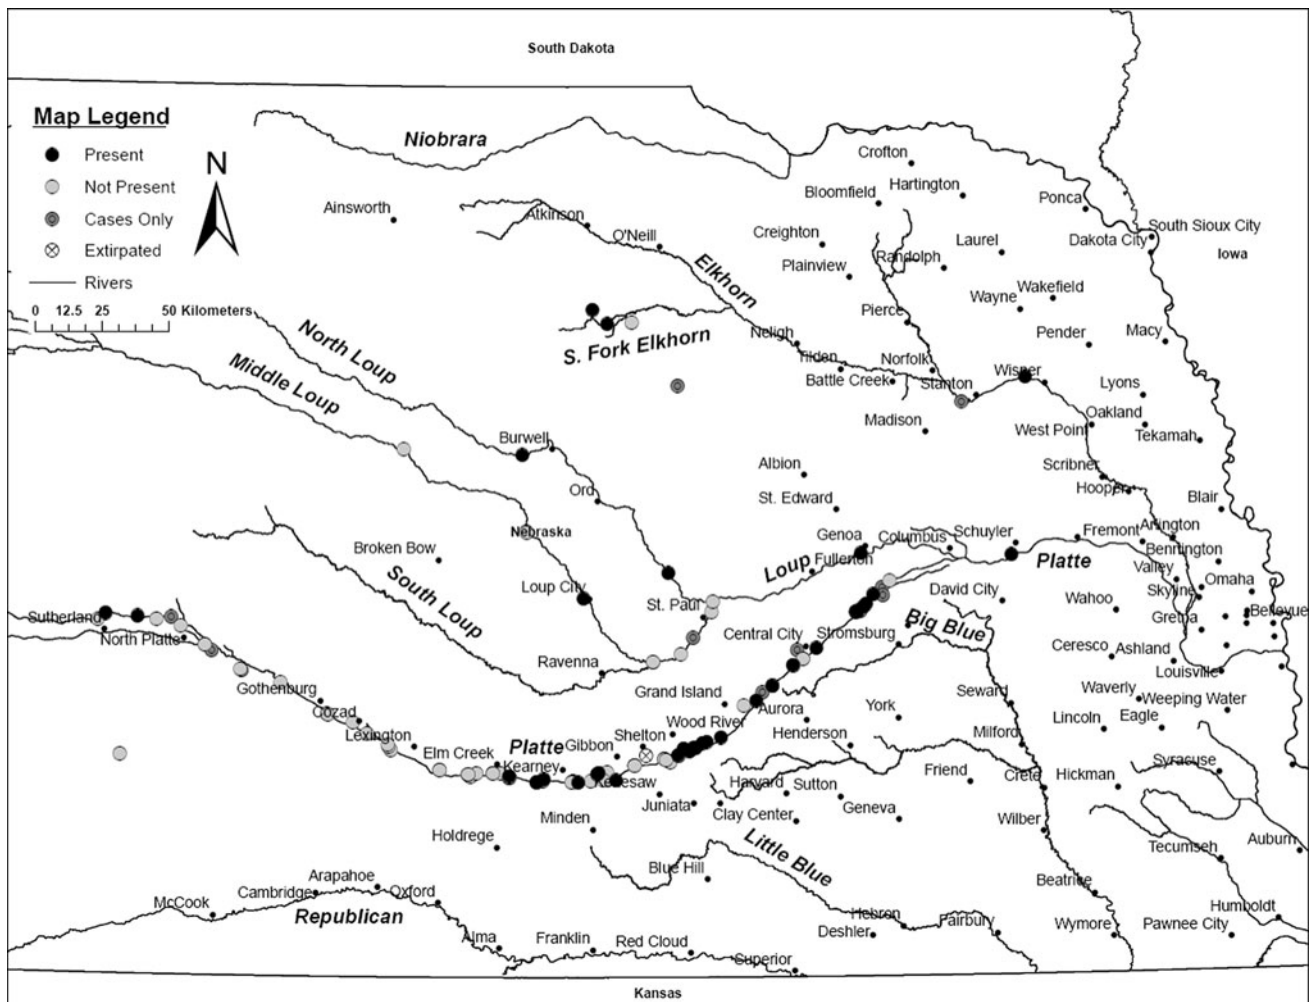 South Dakota
Map Legend
Present
Not Present
Cases Only
Extirpated
Rivers
0 12.5 25 50 Kilometers
N
Niobrara
Crofton
Bloomfield
Hartington
Ponca
Ainsworth
Atkinson
O'Neill
Creighton
Plainview
Laurel
Randolph
South Sioux City
Dakota City
Iowa
Elkhorn
Wayne
Wakefield
Pierce
Pender
Macy
North Loup
S. Fork Elkhorn
Neligh
Tilden
Norfolk
Battle Creek
Stanton
Wisner
Lyons
Middle Loup
Madison
West Point
Oakland
Tekamah
Burwell
Albion
Scribner
Hooper
Ord
St. Edward
Blair
Nebraska
Broken Bow
Genoa
Columbus
Schuyler
Fremont
Arlington
Fullerton
Loup
Platte
Bennington
Valley
South Loup
Loup City
St. Paul
David City
Wahoo
Skyline
Omaha
Bellevue
Gretna
Sutherland
North Platte
Central City
Stromsburg
Big Blue
Ceresco
Ashland
Louisville
Ravenna
Grand Island
Gothenburg
Cozad
Lexington
Aurora
York
Seward
Waverly
Weeping Water
Lincoln
Eagle
Wood River
Shelton
Gibbon
Platte
Elm Creek
Kearney
Kenesaw
Henderson
Milford
Syracuse
Harvard
Sutton
Friend
Crete
Hickman
Juniata
Clay Center
Geneva
Minden
Holdrege
Wilber
Auburn
Tecumseh
Little Blue
Blue Hill
Arapahoe
Cambridge
Oxford
McCook
Republican
Beatrice
Humboldt
Hebron
Deshler
Fairbury
Wymore
Pawnee City
Alma
Franklin
Red Cloud
Superior
Kansas